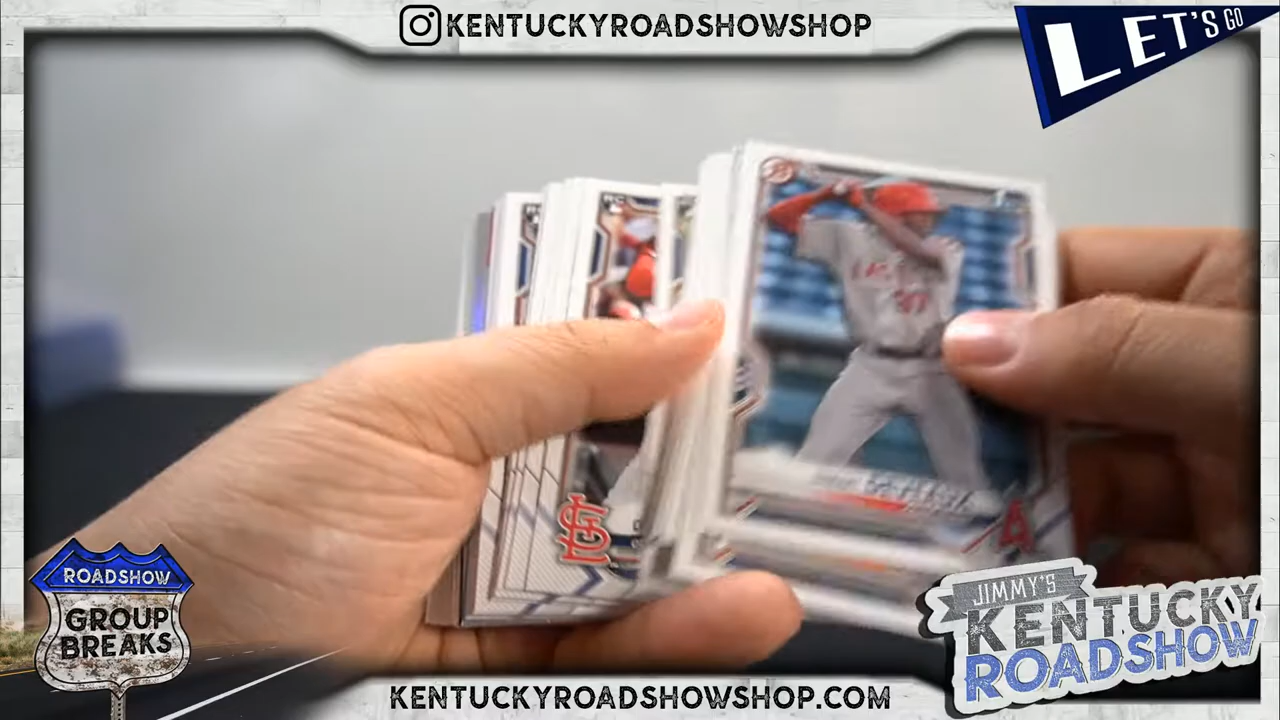 KENTUCKYROADSHOWSHOP
LET'S GO
ROADSHOW
GROUP
BREAKS
JIMMY'S
KENTUCKY
ROADSHOW
KENTUCKYROADSHOWSHOP.COM